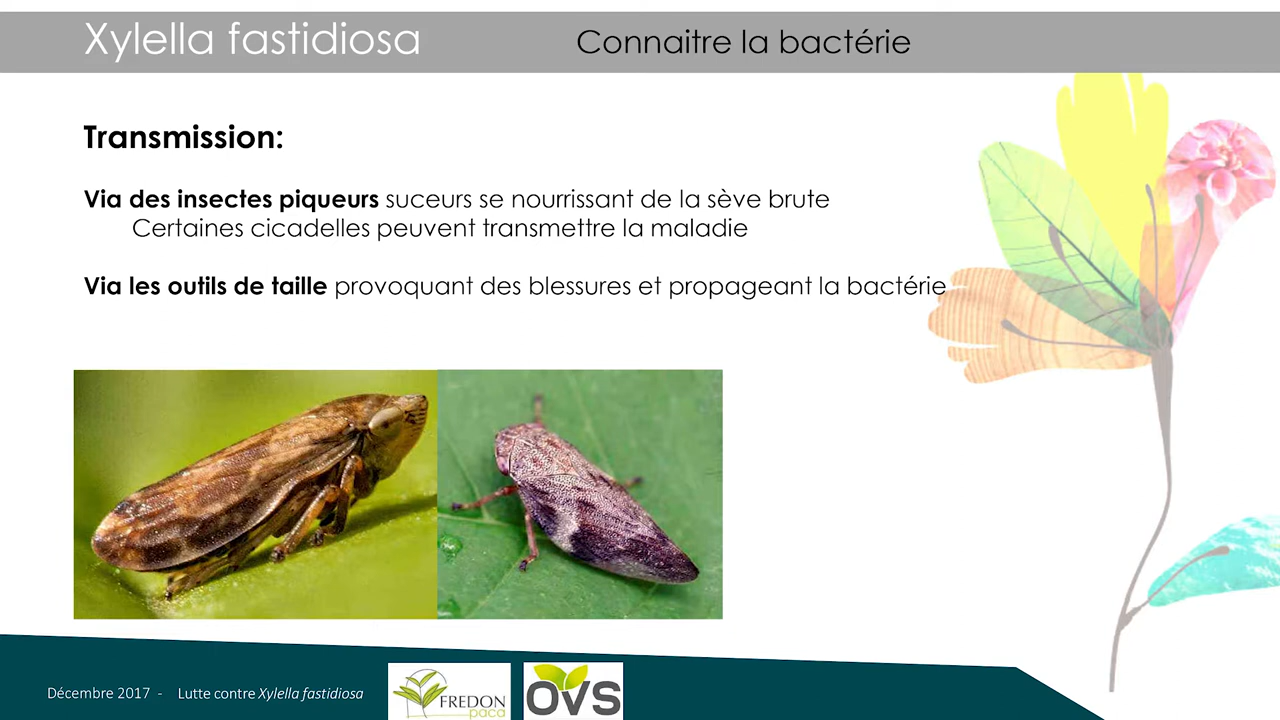 Xylella fastidiosa
Connaitre la bactérie
Transmission:
Via des insectes piqueurs suceurs se nourrissant de la sève brute
Certaines cicadelles peuvent transmettre la maladie
Via les outils de taille provoquant des blessures et propageant la bactérie
Décembre 2017 - Lutte contre Xylella fastidiosa
FREDON
paca
OVS